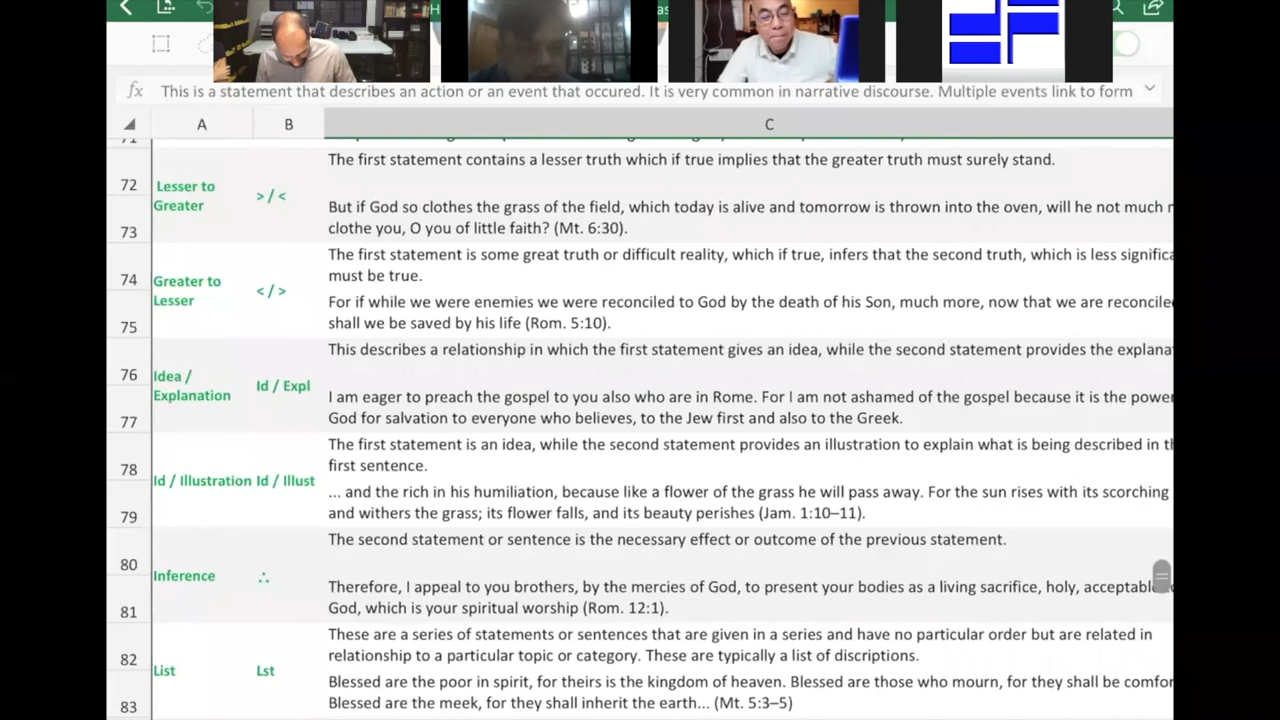 fx This is a statement that describes an action or an event that occured. It is very common in narrative discourse. Multiple events link to form
A B C
71
The first statement contains a lesser truth which if true implies that the greater truth must surely stand.
72
Lesser to
Greater
> / <
But if God so clothes the grass of the field, which today is alive and tomorrow is thrown into the oven, will he not much
clothe you, O you of little faith? (Mt. 6:30).
73
The first statement is some great truth or difficult reality, which if true, infers that the second truth, which is less
must be true.
74
Greater to
Lesser
< / >
For if while we were enemies we were reconciled to God by the death of his Son, much more, now that we are
shall we be saved by his life (Rom. 5:10).
75
This describes a relationship in which the first statement gives an idea, while the second statement provides the
76
Idea /
Explanation
Id / Expl
I am eager to preach the gospel to you also who are in Rome. For I am not ashamed of the gospel because it is the power
God for salvation to everyone who believes, to the Jew first and also to the Greek.
77
The first statement is an idea, while the second statement provides an illustration to explain what is being described in
first sentence.
78
Id / Illustration Id / Illust
... and the rich in his humiliation, because like a flower of the grass he will pass away. For the sun rises with its scorching
and withers the grass; its flower falls, and its beauty perishes (Jam. 1:10–11).
79
The second statement or sentence is the necessary effect or outcome of the previous statement.
80
Inference ∴
Therefore, I appeal to you brothers, by the mercies of God, to present your bodies as a living sacrifice, holy, acceptable
God, which is your spiritual worship (Rom. 12:1).
81
These are a series of statements or sentences that are given in a series and have no particular order but are related in
relationship to a particular topic or category. These are typically a list of discriptions.
82
List Lst
Blessed are the poor in spirit, for theirs is the kingdom of heaven. Blessed are those who mourn, for they shall be
Blessed are the meek, for they shall inherit the earth... (Mt. 5:3–5)
83